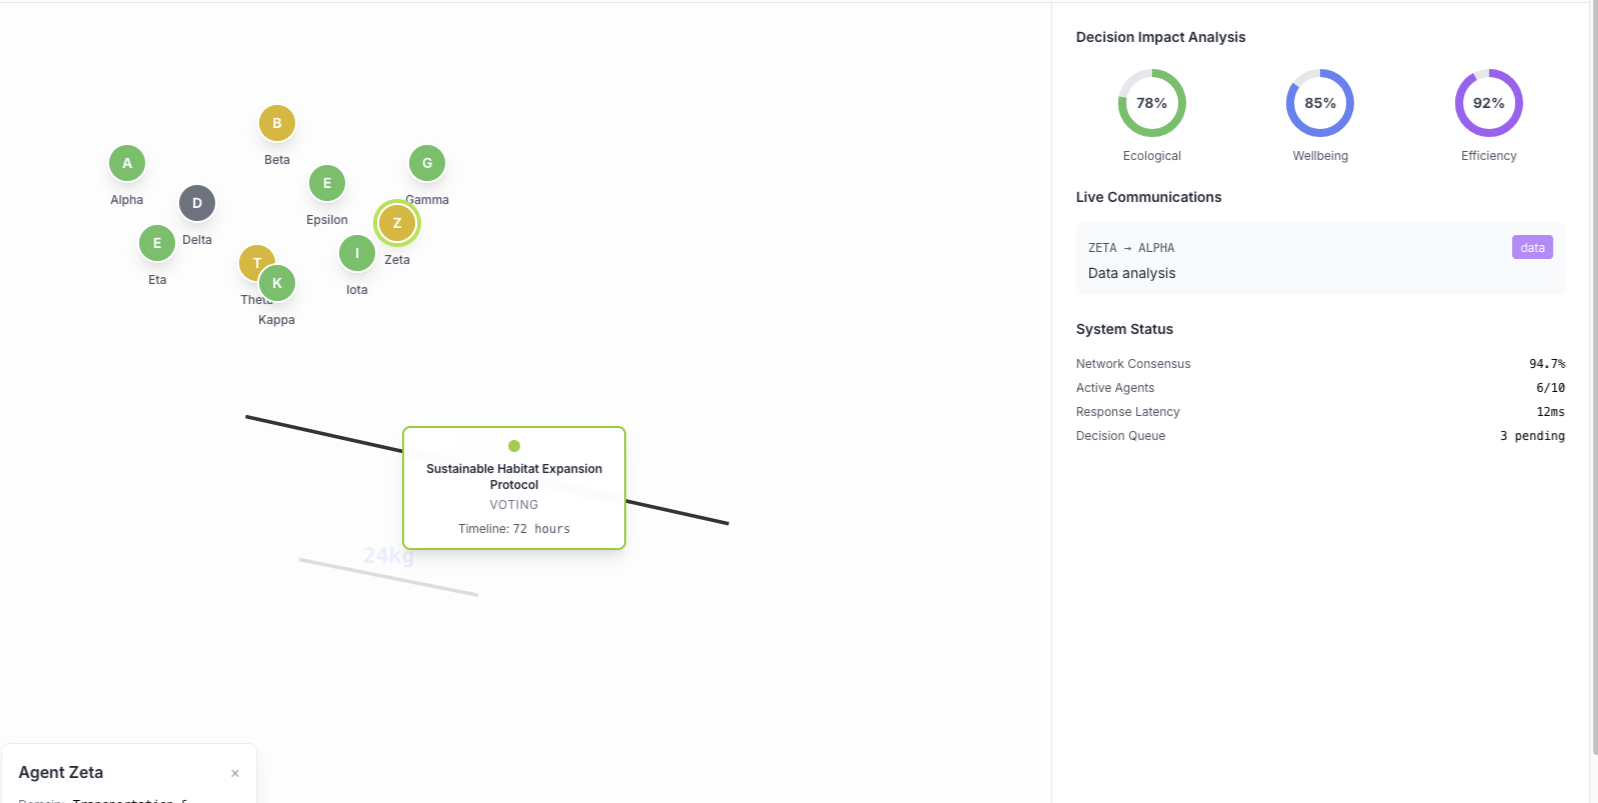 B
Beta
A
Alpha
E
Epsilon
G
Gamma
D
Delta
Z
Zeta
E
Eta
I
Iota
T
Theta
K
Kappa
Sustainable Habitat Expansion
Protocol
VOTING
Timeline: 72 hours
24kg
Agent Zeta
×
Domain: Transportation &
Decision Impact Analysis
78%
85%
92%
Ecological
Wellbeing
Efficiency
Live Communications
ZETA → ALPHA
data
Data analysis
System Status
Network Consensus
94.7%
Active Agents
6/10
Response Latency
12ms
Decision Queue
3 pending